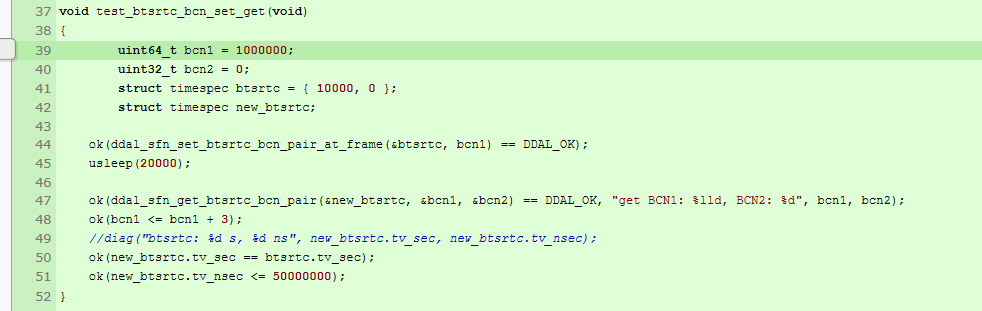 37 void test_btsrtc_bcn_set_get(void)
38 {
39 uint64_t bcn1 = 1000000;
40 uint32_t bcn2 = 0;
41 struct timespec btsrtc = { 10000, 0 };
42 struct timespec new_btsrtc;
43
44 ok(ddal_sfn_set_btsrtc_bcn_pair_at_frame(&btsrtc, bcn1) == DDAL_OK);
45 usleep(20000);
46
47 ok(ddal_sfn_get_btsrtc_bcn_pair(&new_btsrtc, &bcn1, &bcn2) == DDAL_OK, "get BCN1: %lld, BCN2: %d", bcn1, bcn2);
48 ok(bcn1 <= bcn1 + 3);
49 //diag("btsrtc: %d s, %d ns", new_btsrtc.tv_sec, new_btsrtc.tv_nsec);
50 ok(new_btsrtc.tv_sec == btsrtc.tv_sec);
51 ok(new_btsrtc.tv_nsec <= 50000000);
52 }